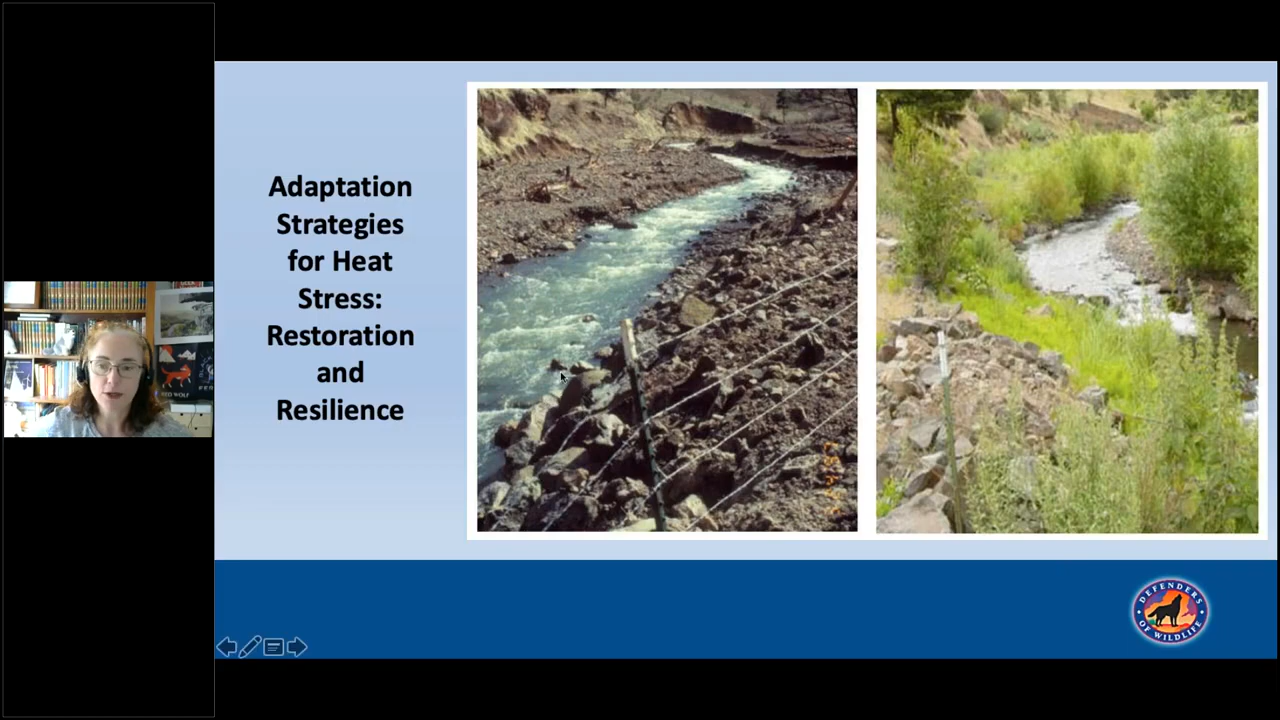 Adaptation
Strategies
for Heat
Stress:
Restoration
and
Resilience
DEFENDERS
OF WILDLIFE